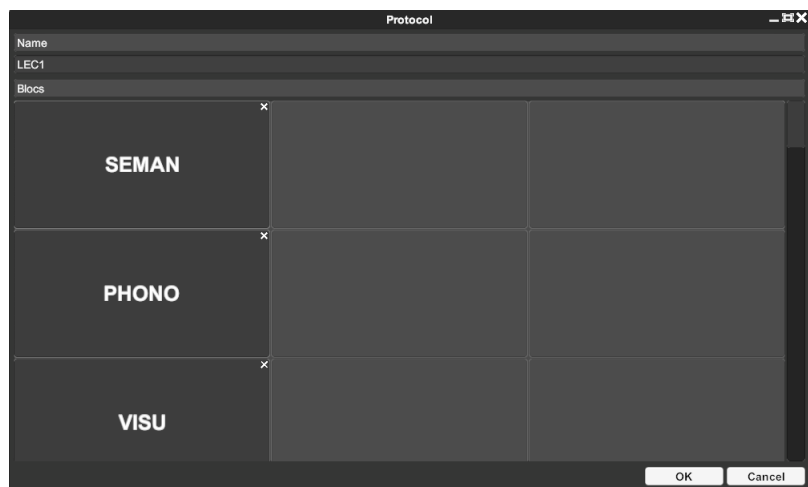 Protocol
Name
LEC1
Blocs
SEMAN
PHONO
VISU
OK Cancel